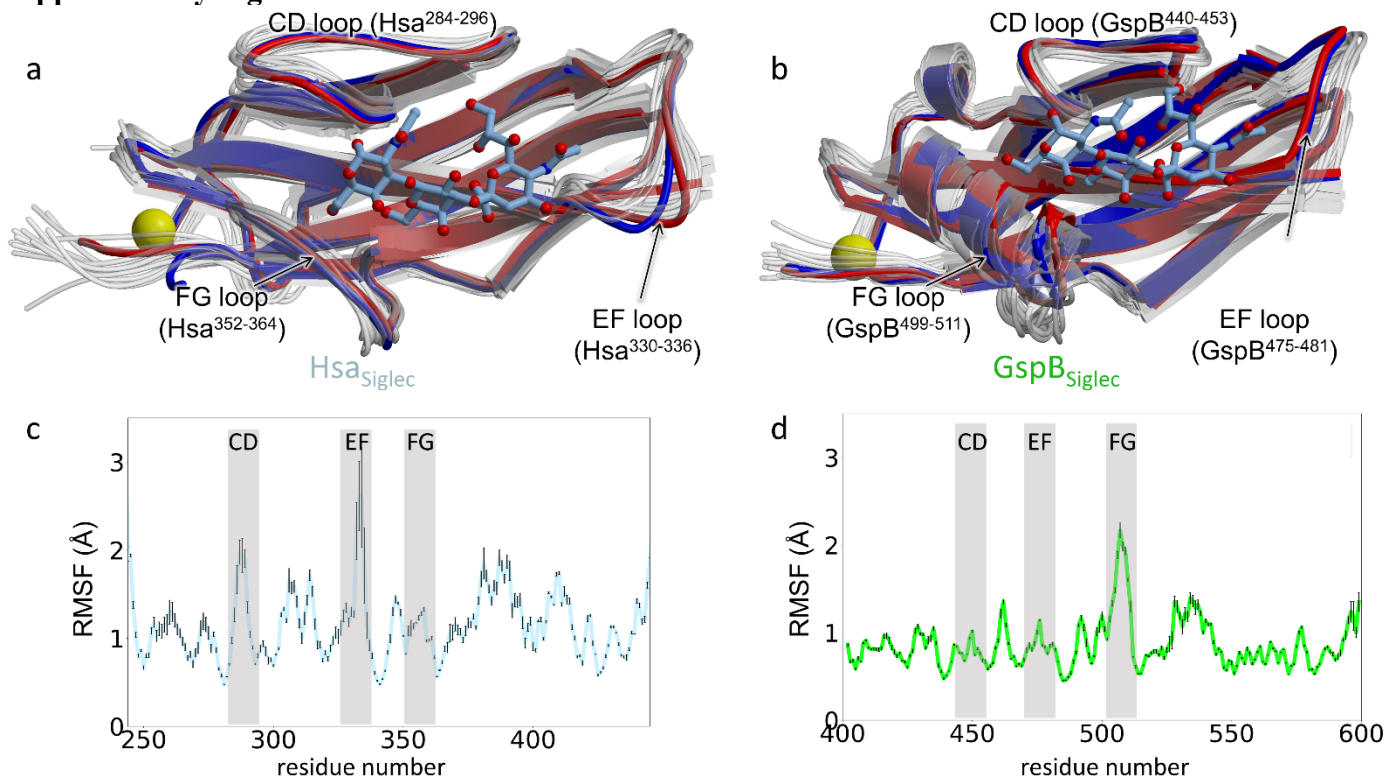 CD loop (Hsa284-296)
CD loop (GspB440-453)
a
b
FG loop
(Hsa352-364)
EF loop
(Hsa330-336)
HsaSiglec
FG loop
(GspB499-511)
EF loop
(GspB475-481)
GspBSiglec
c
CD
EF
FG
3
2
1
0
RMSF (Å)
250
300
350
400
residue number
d
CD
EF
FG
3
2
1
0
RMSF (Å)
400
450
500
550
600
residue number